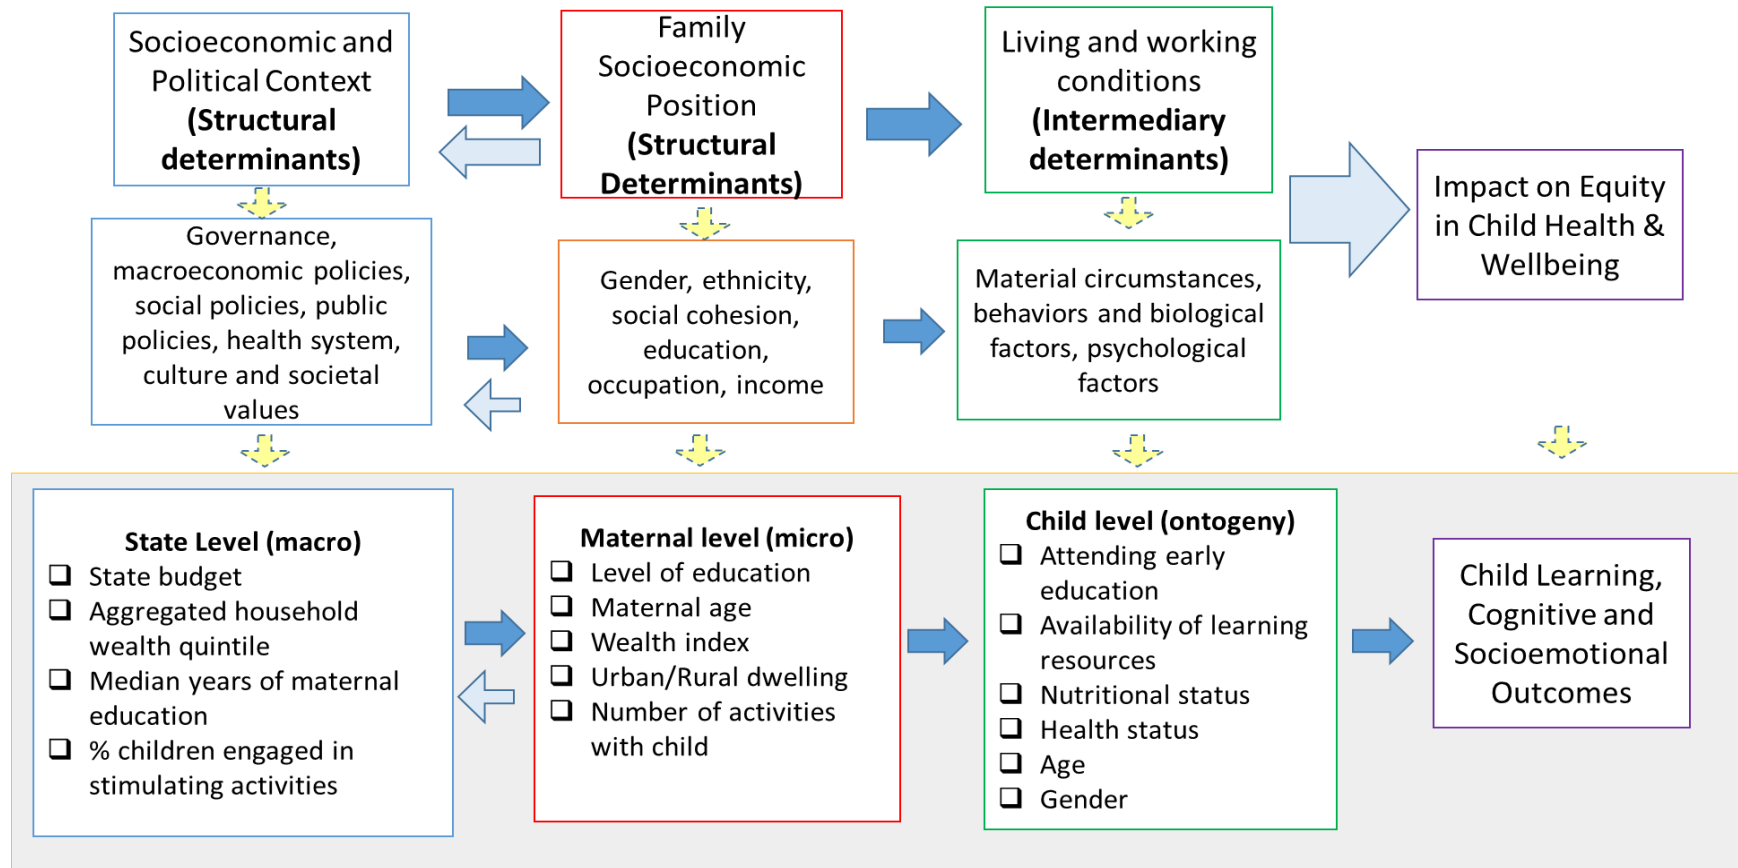 Socioeconomic and
Political Context
(Structural
determinants)
Family
Socioeconomic
Position
(Structural
Determinants)
Living and working
conditions
(Intermediary
determinants)
Impact on Equity
in Child Health &
Wellbeing
Governance,
macroeconomic policies,
social policies, public
policies, health system,
culture and societal
values
Gender, ethnicity,
social cohesion,
education,
occupation, income
Material circumstances,
behaviors and biological
factors, psychological
factors
State Level (macro)
State budget
Aggregated household
wealth quintile
Median years of maternal
education
% children engaged in
stimulating activities
Maternal level (micro)
Level of education
Maternal age
Wealth index
Urban/Rural dwelling
Number of activities
with child
Child level (ontogeny)
Attending early
education
Availability of learning
resources
Nutritional status
Health status
Age
Gender
Child Learning,
Cognitive and
Socioemotional
Outcomes